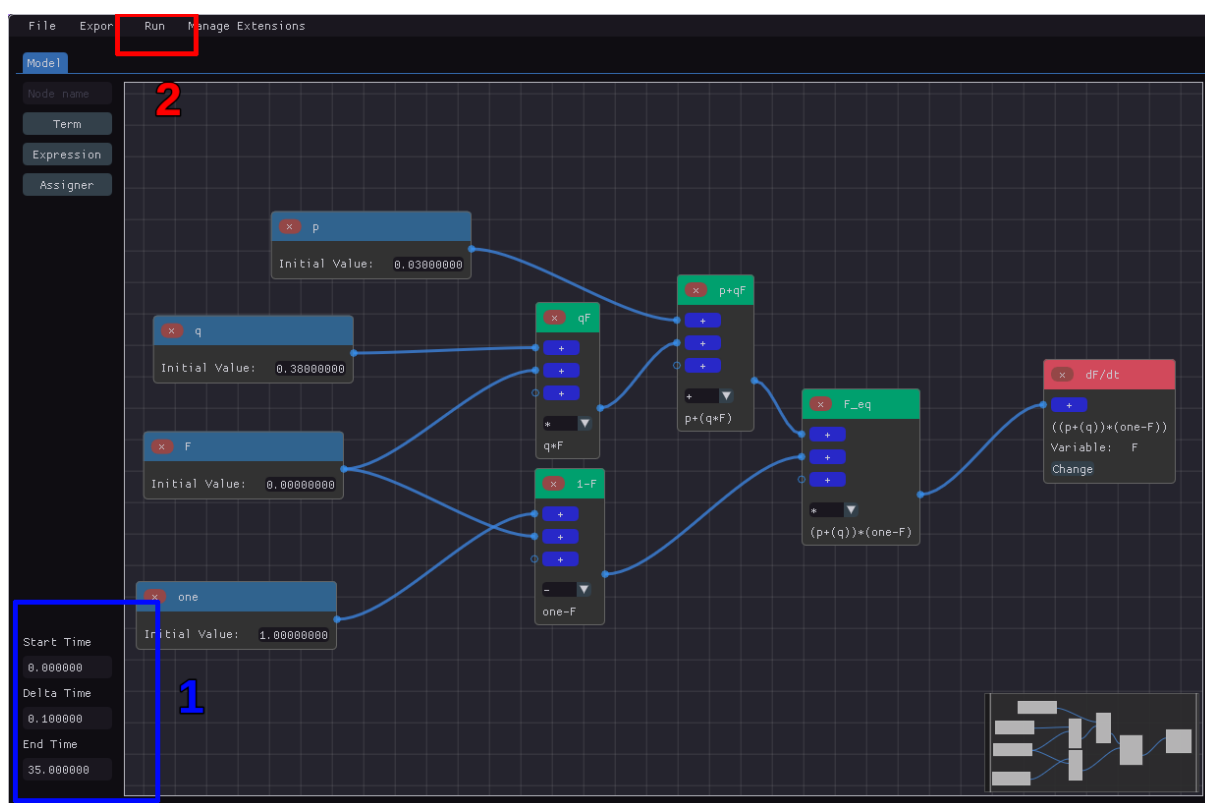 File Expor Run Manage Extensions
2
Model
Node name
Term
Expression
Assigner
× p
Initial Value: 0.03000000
× q
Initial Value: 0.38000000
× F
Initial Value: 0.00000000
× one
Initial Value: 1.00000000
× qF
+
+
+
* ▼
q*F
× 1-F
+
+
+
- ▼
one-F
× p+qF
+
+
+
+ ▼
p+(q*F)
× F_eq
+
+
+
* ▼
(p+(q))*(one-F)
× dF/dt
+
((p+(q))*(one-F))
Variable: F
Change
1
Start Time
0.000000
Delta Time
0.100000
End Time
35.000000